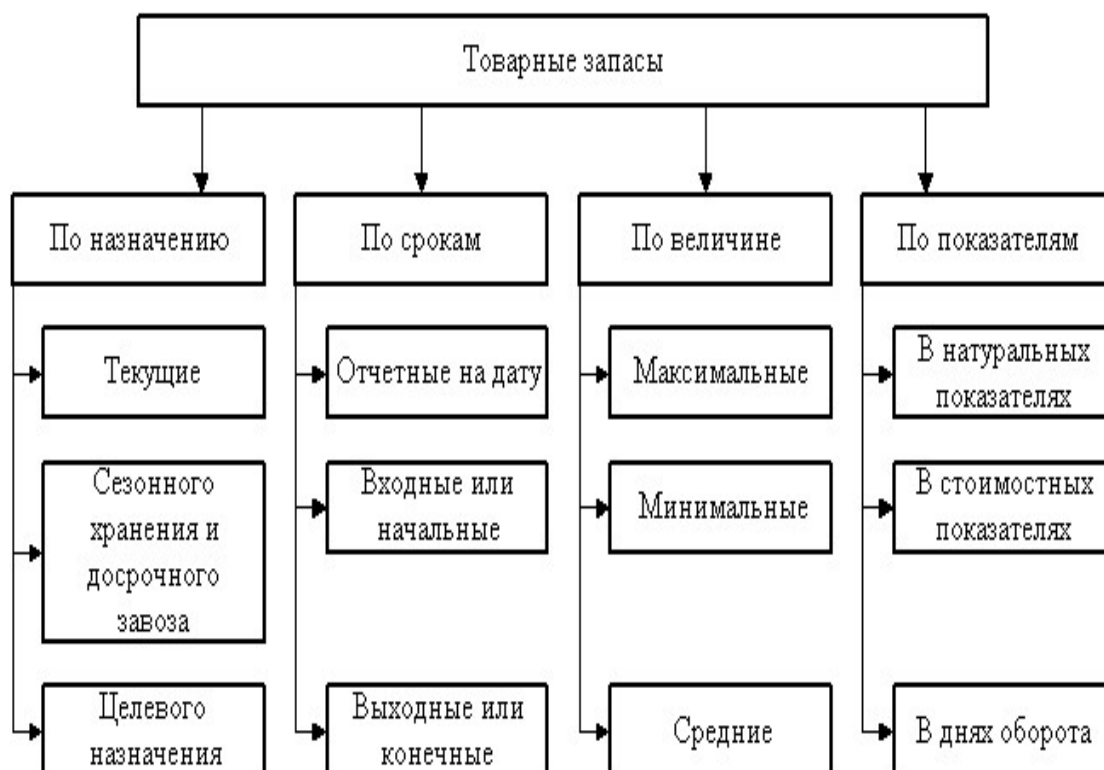 Товарные запасы
По назначению
По срокам
По величине
По показателям
Текущие
Отчетные на дату
Максимальные
В натуральных
показателях
Сезонного
хранения и
досрочного
завоза
Входные или
начальные
Минимальные
В стоимостных
показателях
Целевого
назначения
Выходные или
конечные
Средние
В днях оборота